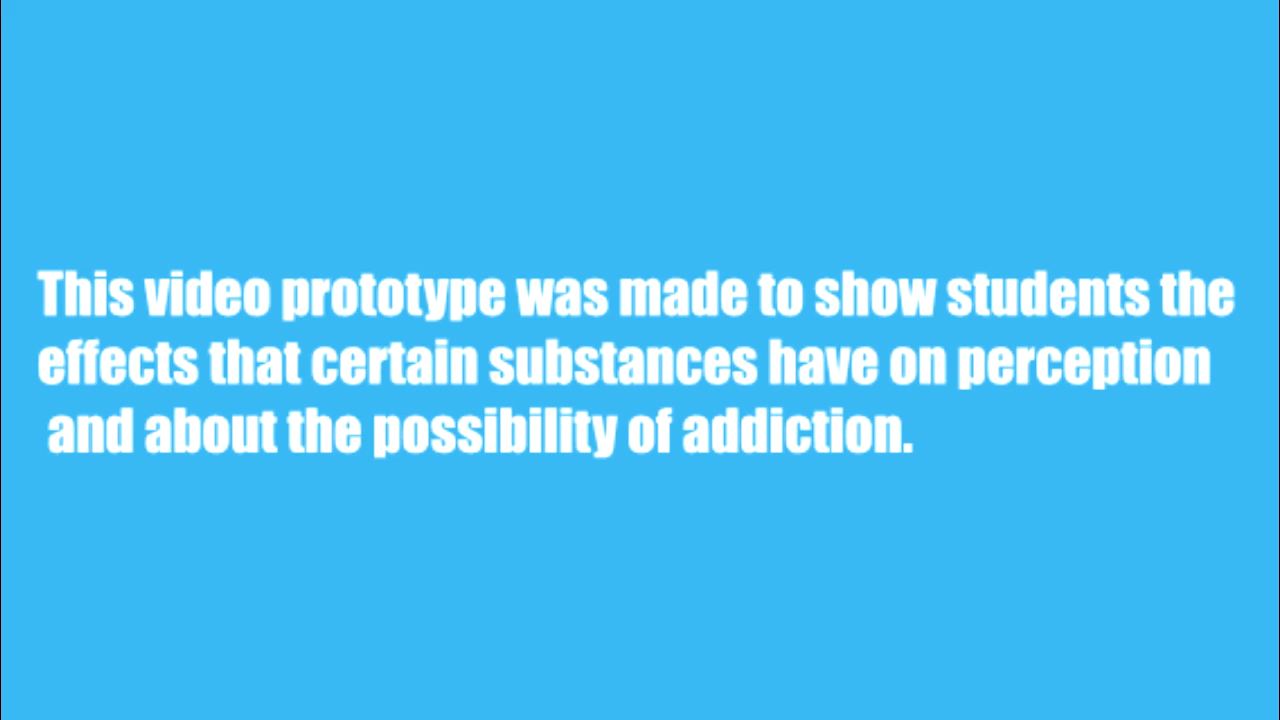 This video prototype was made to show students the
effects that certain substances have on perception
and about the possibility of addiction.